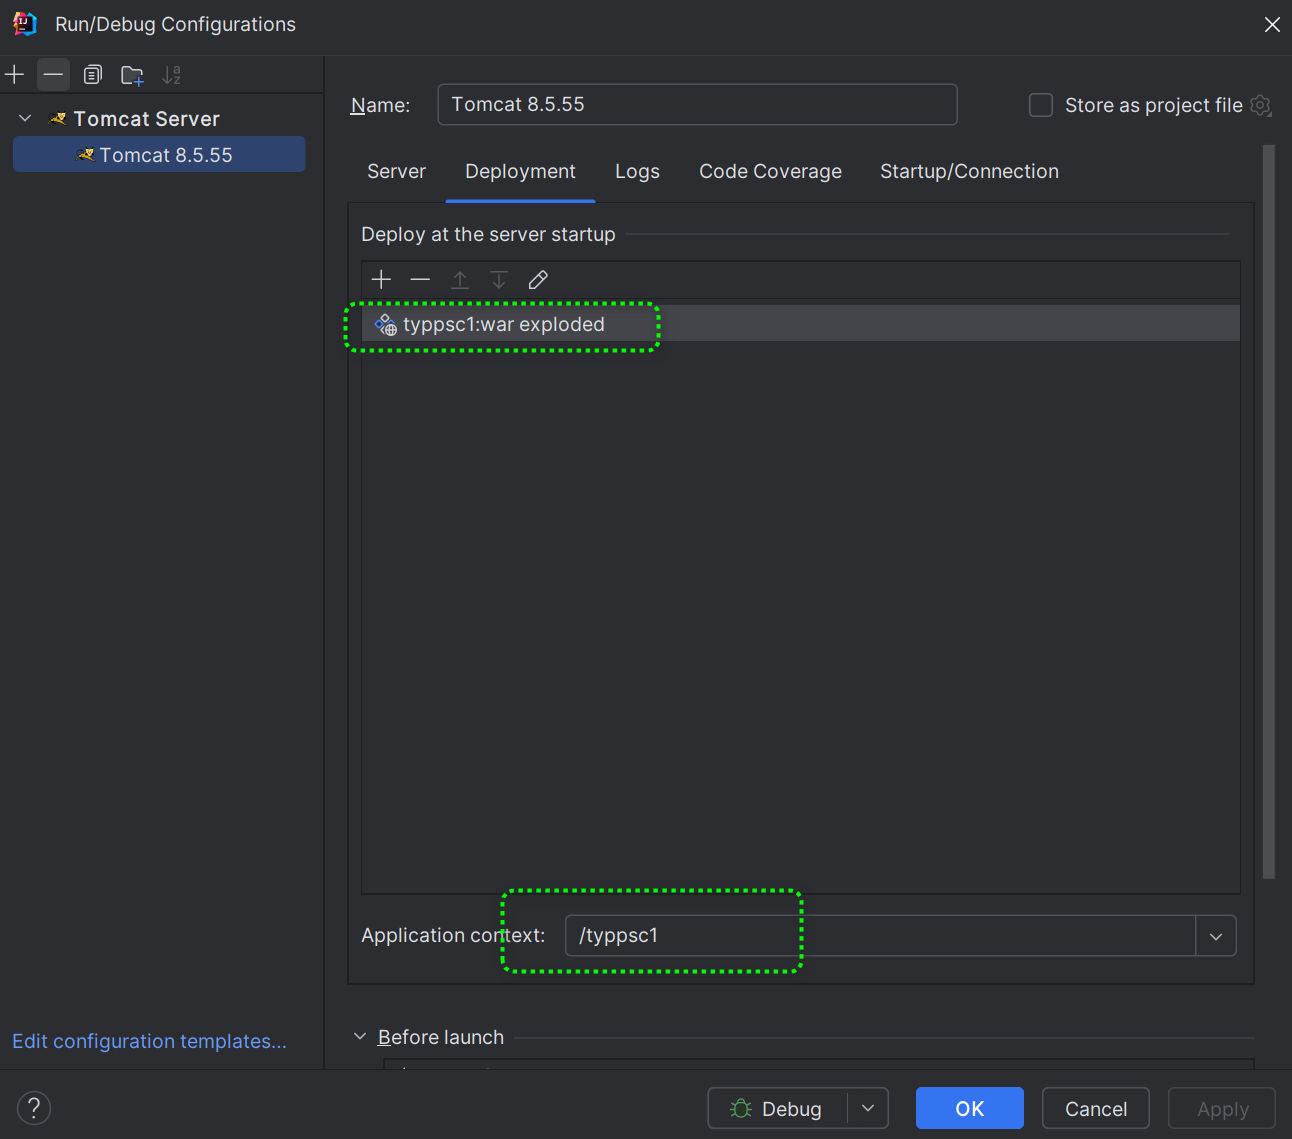 Run/Debug Configurations
Tomcat Server
Tomcat 8.5.55
Edit configuration templates...
Name:
Tomcat 8.5.55
Store as project file
Server
Deployment
Logs
Code Coverage
Startup/Connection
Deploy at the server startup
typpsc1:war exploded
Application context:
/typpsc1
Before launch
?
Debug
OK
Cancel
Apply